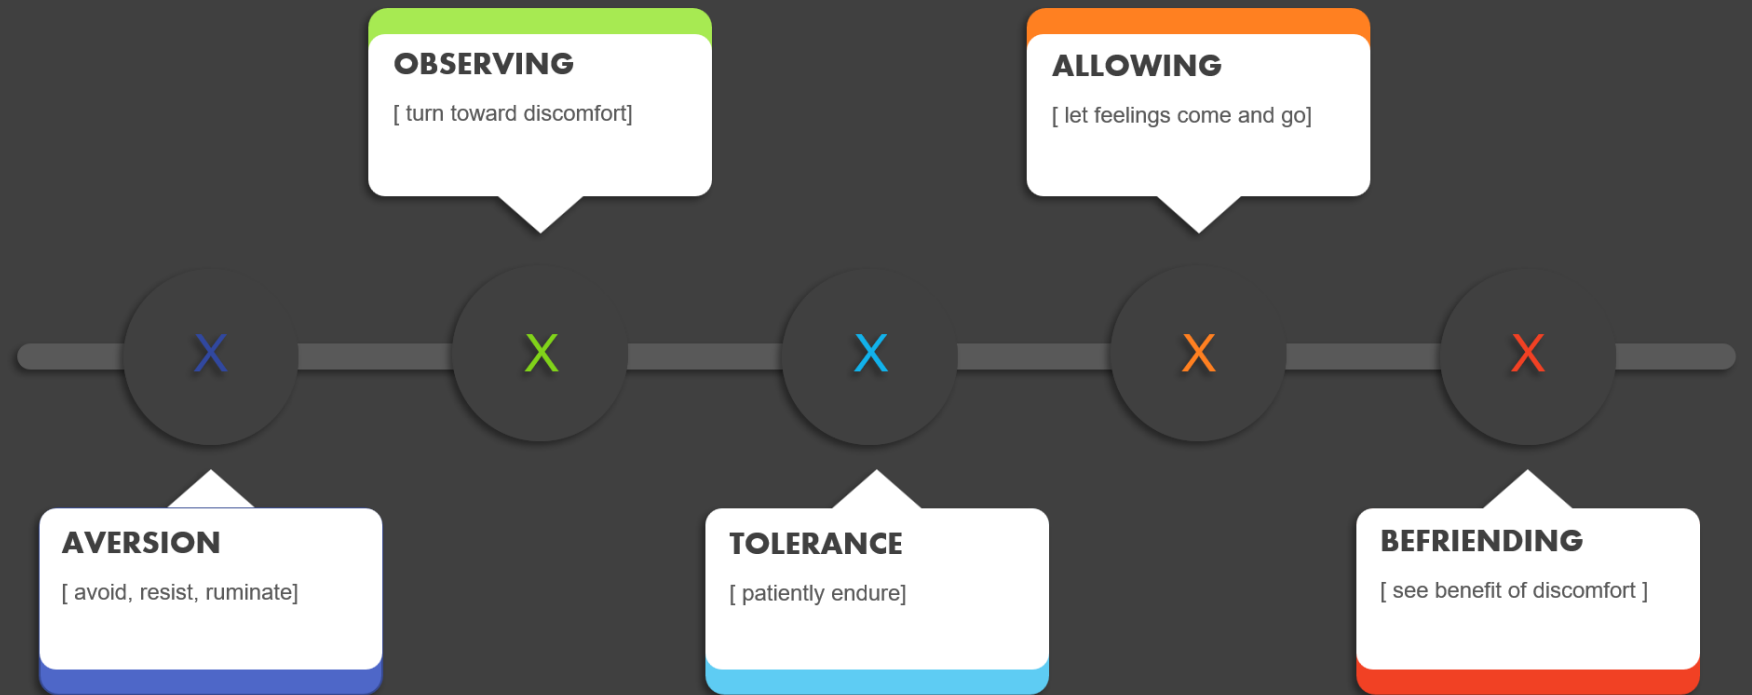 OBSERVING
[ turn toward discomfort]
ALLOWING
[ let feelings come and go]
X
X
X
X
X
AVERSION
[ avoid, resist, ruminate]
TOLERANCE
[ patiently endure]
BEFRIENDING
[ see benefit of discomfort ]